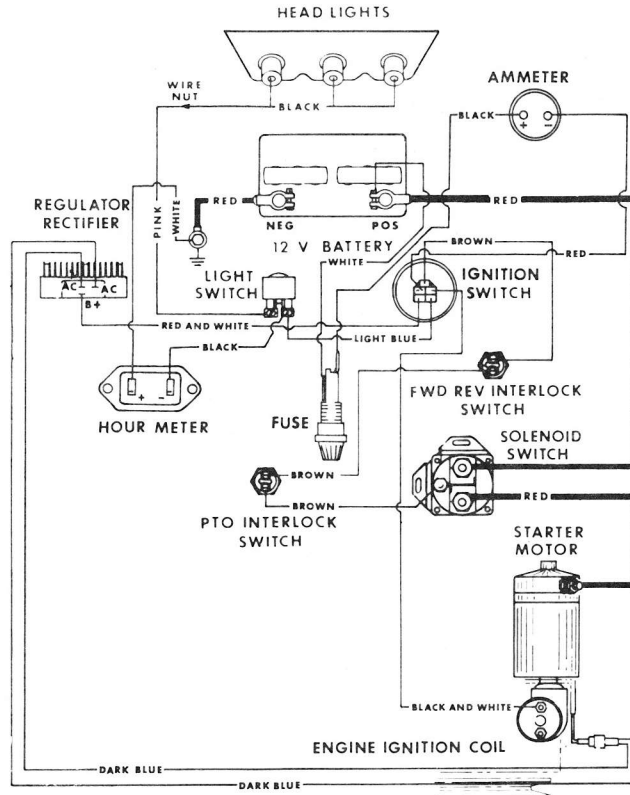 HEAD LIGHTS
WIRE
NUT
BLACK
AMMETER
BLACK
+ −
REGULATOR
RECTIFIER
PINK
WHITE
RED
NEG
POS
RED
12 V BATTERY
WHITE
BROWN
RED
IGNITION
SWITCH
LIGHT
SWITCH
AC
AC
B+
RED AND WHITE
LIGHT BLUE
BLACK
+ −
HOUR METER
FUSE
FWD REV INTERLOCK
SWITCH
BROWN
BROWN
PTO INTERLOCK
SWITCH
SOLENOID
SWITCH
RED
STARTER
MOTOR
BLACK AND WHITE
ENGINE IGNITION COIL
DARK BLUE
DARK BLUE